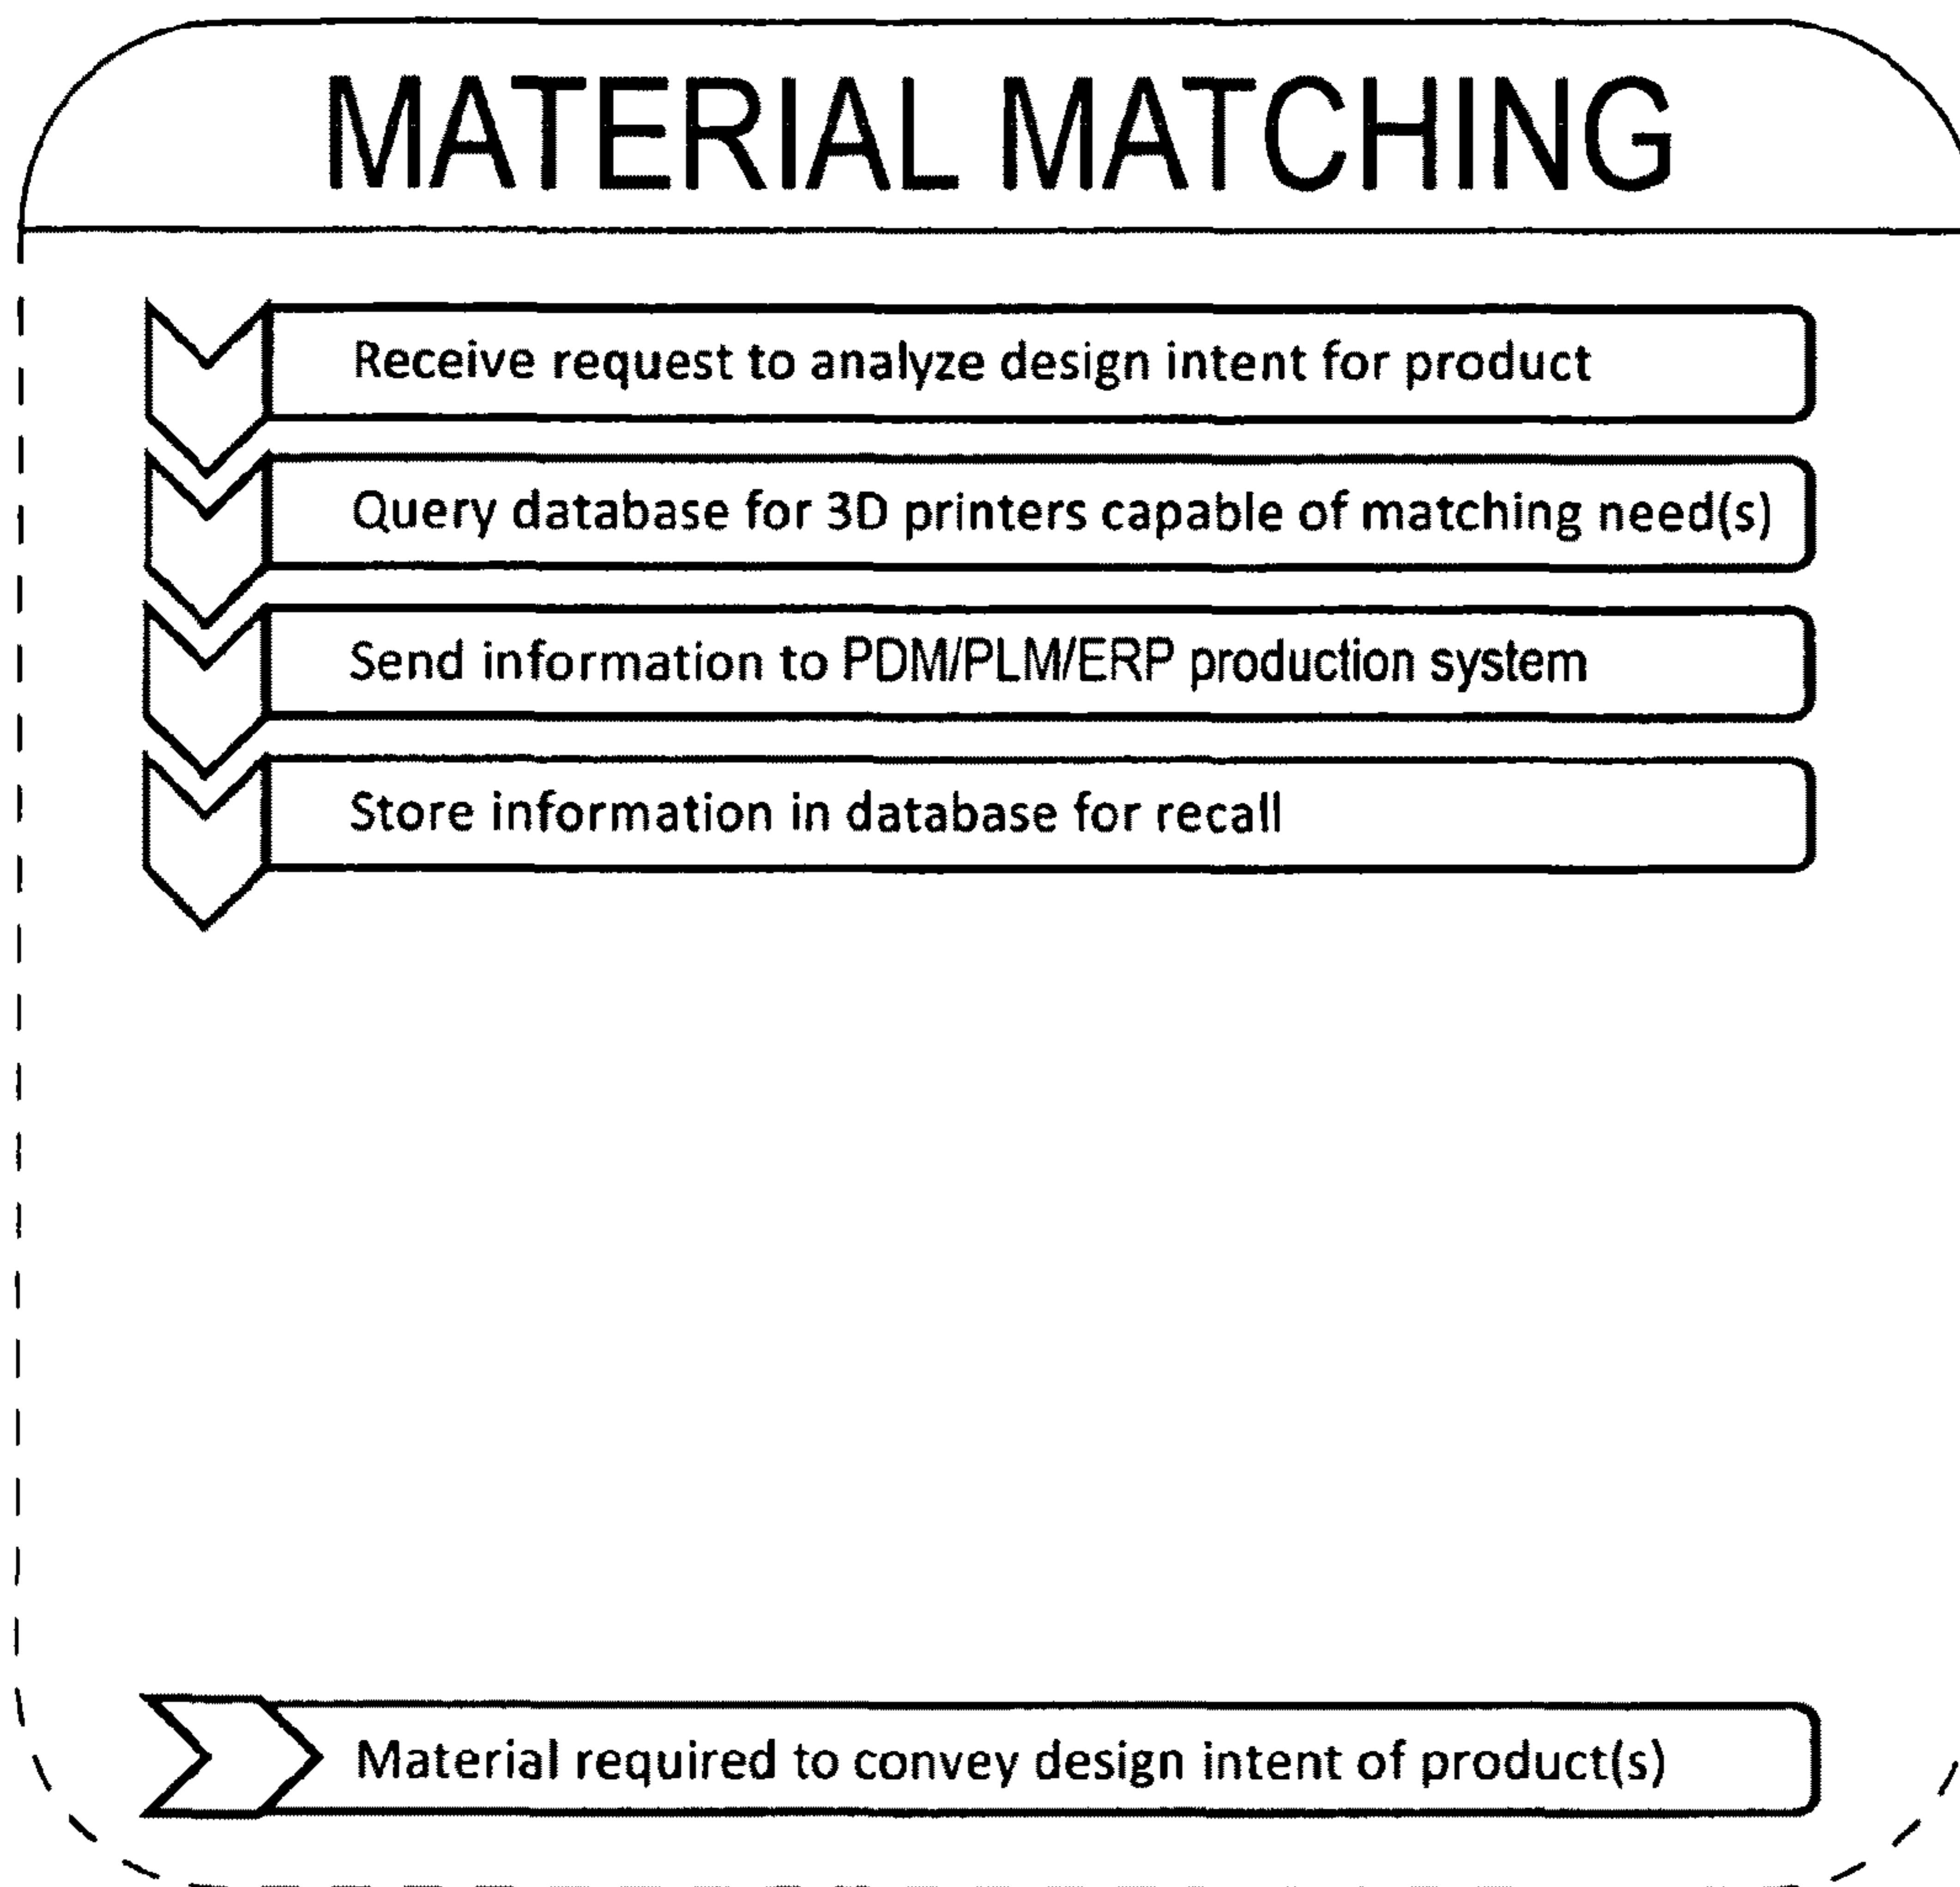 MATERIAL MATCHING
Receive request to analyze design intent for product
Query database for 3D printers capable of matching need(s)
Send information to PDM/PLM/ERP production system
Store information in database for recall
Material required to convey design intent of product(s)